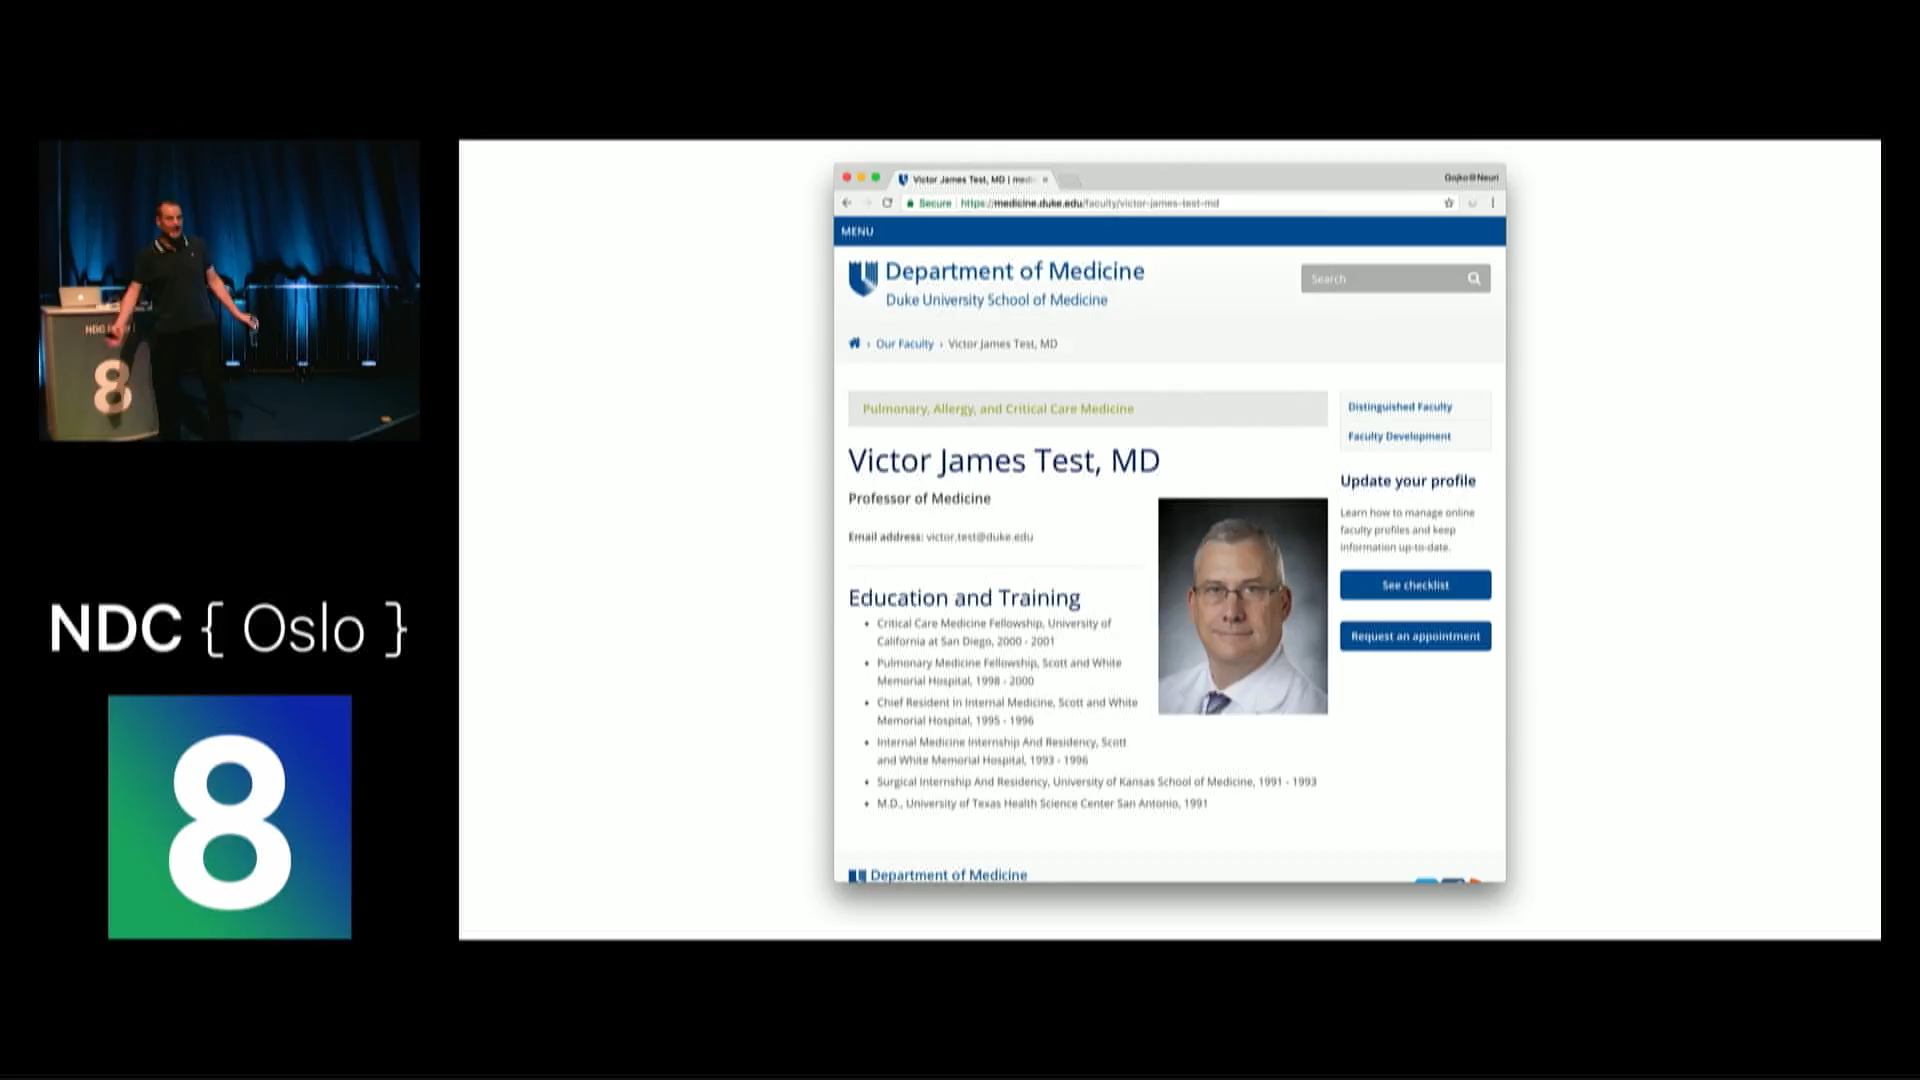 NDC { Oslo }
8
8
Victor James Test, MD | medic
Gojko@Neuri
Secure
https://medicine.duke.edu/faculty/victor-james-test-md
MENU
Department of Medicine
Duke University School of Medicine
Search
Our Faculty › Victor James Test, MD
Pulmonary, Allergy, and Critical Care Medicine
Victor James Test, MD
Professor of Medicine
Email address: victor.test@duke.edu
Education and Training
• Critical Care Medicine Fellowship, University of
California at San Diego, 2000 - 2001
• Pulmonary Medicine Fellowship, Scott and White
Memorial Hospital, 1998 - 2000
• Chief Resident in Internal Medicine, Scott and White
Memorial Hospital, 1995 - 1996
• Internal Medicine Internship And Residency, Scott
and White Memorial Hospital, 1993 - 1996
• Surgical Internship And Residency, University of Kansas School of Medicine, 1991 - 1993
• M.D., University of Texas Health Science Center San Antonio, 1991
Distinguished Faculty
Faculty Development
Update your profile
Learn how to manage online
faculty profiles and keep
information up-to-date.
See checklist
Request an appointment
Department of Medicine